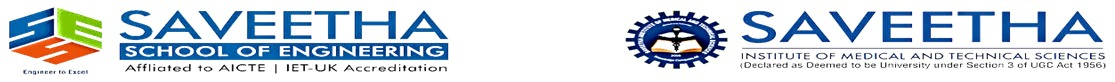 SSE
SAVEETHA
SCHOOL OF ENGINEERING
Engineer to Excel
Affliated to AICTE | IET-UK Accreditation
SAVEETHA
INSTITUTE OF MEDICAL AND TECHNICAL SCIENCES
(Declared as Deemed to be University under Section 3 of UGC Act 1956)